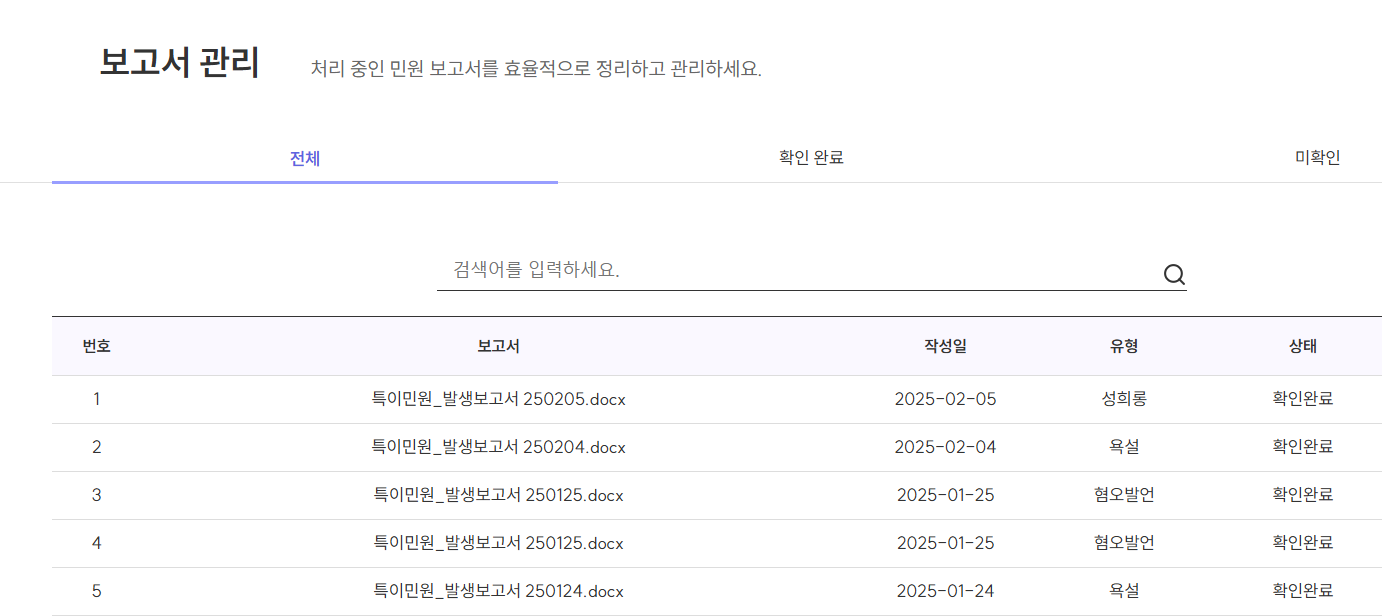 보고서 관리 처리 중인 민원 보고서를 효율적으로 정리하고 관리하세요.
전체 확인 완료 미확인
검색어를 입력하세요.
번호 보고서 작성일 유형 상태
1 특이민원_발생보고서 250205.docx 2025-02-05 성희롱 확인완료
2 특이민원_발생보고서 250204.docx 2025-02-04 욕설 확인완료
3 특이민원_발생보고서 250125.docx 2025-01-25 혐오발언 확인완료
4 특이민원_발생보고서 250125.docx 2025-01-25 혐오발언 확인완료
5 특이민원_발생보고서 250124.docx 2025-01-24 욕설 확인완료